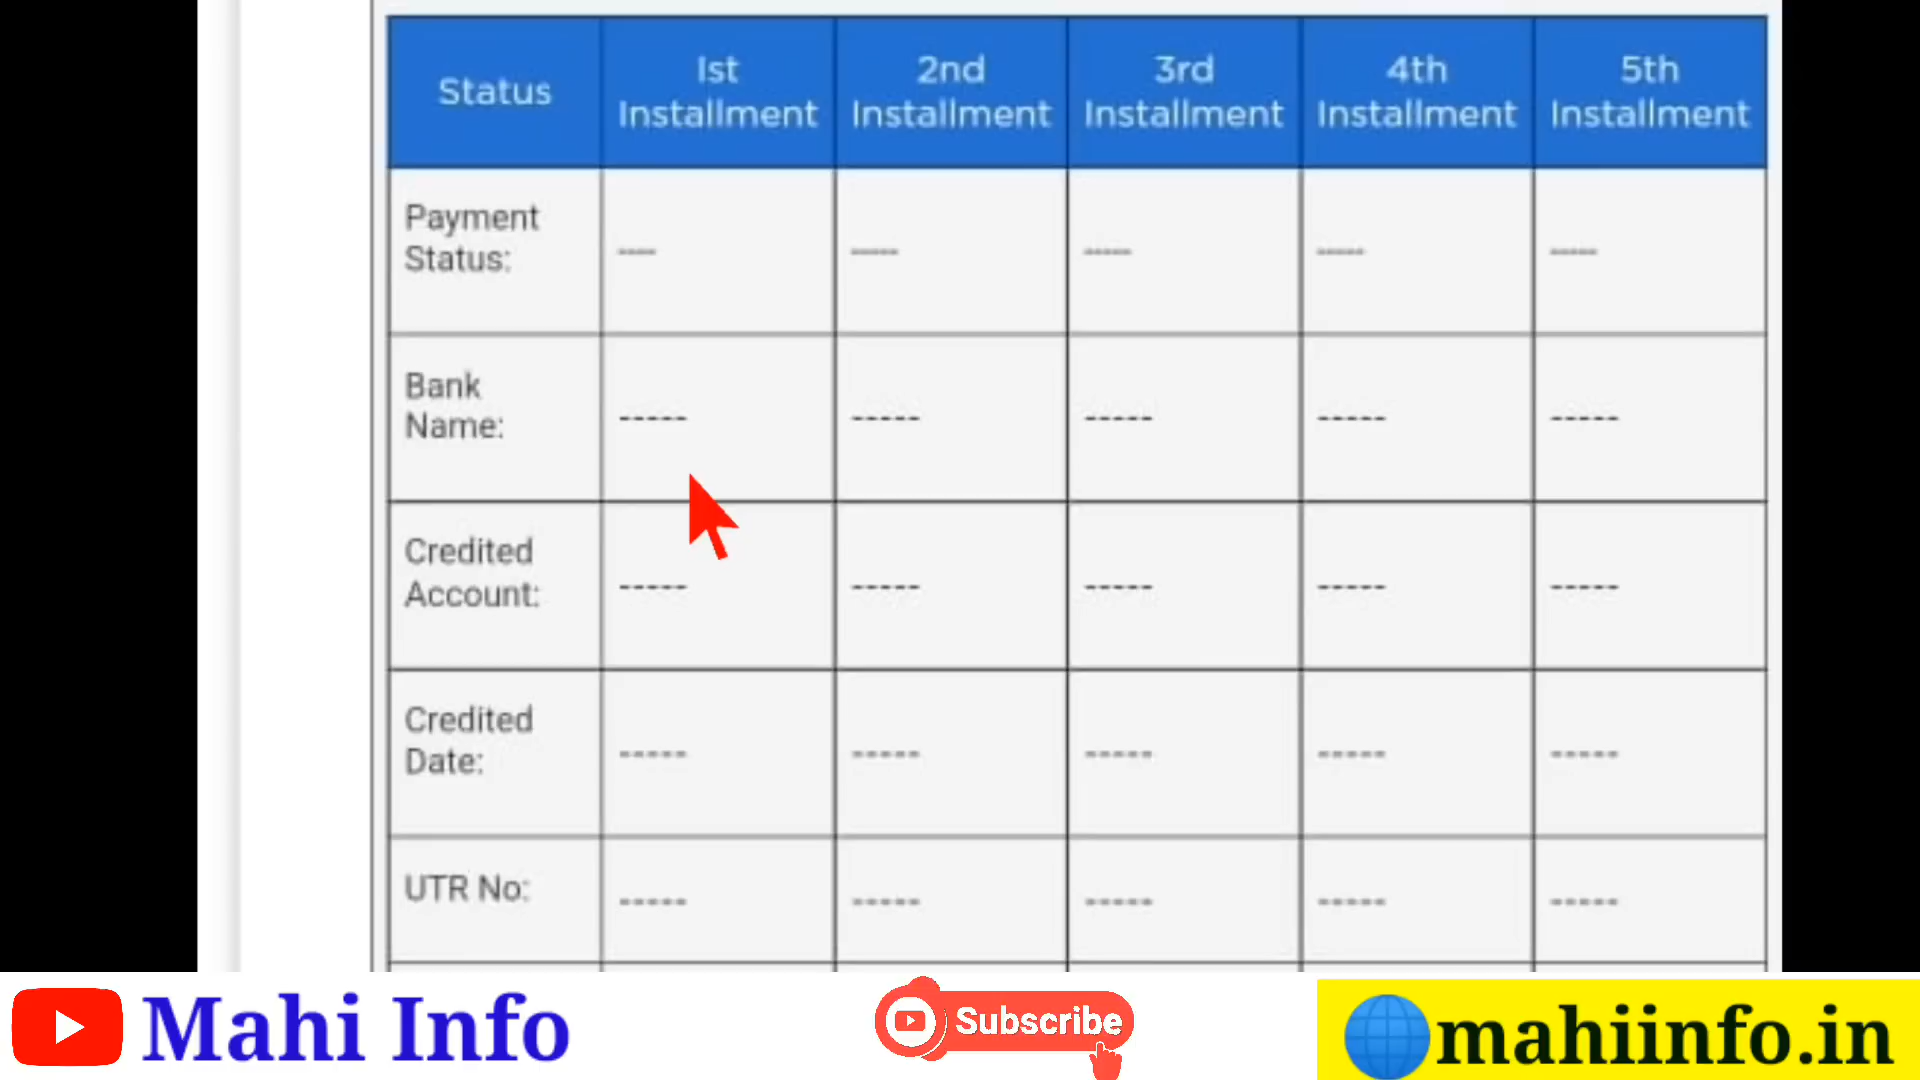 Status 1st Installment 2nd Installment 3rd Installment 4th Installment 5th Installment
Payment Status: ---- ----- ----- ----- -----
Bank Name: ----- ----- ----- ----- -----
Credited Account: ----- ----- ----- ----- -----
Credited Date: ----- ----- ----- ----- -----
UTR No: ----- ----- ----- ----- -----
Mahi Info Subscribe mahiinfo.in